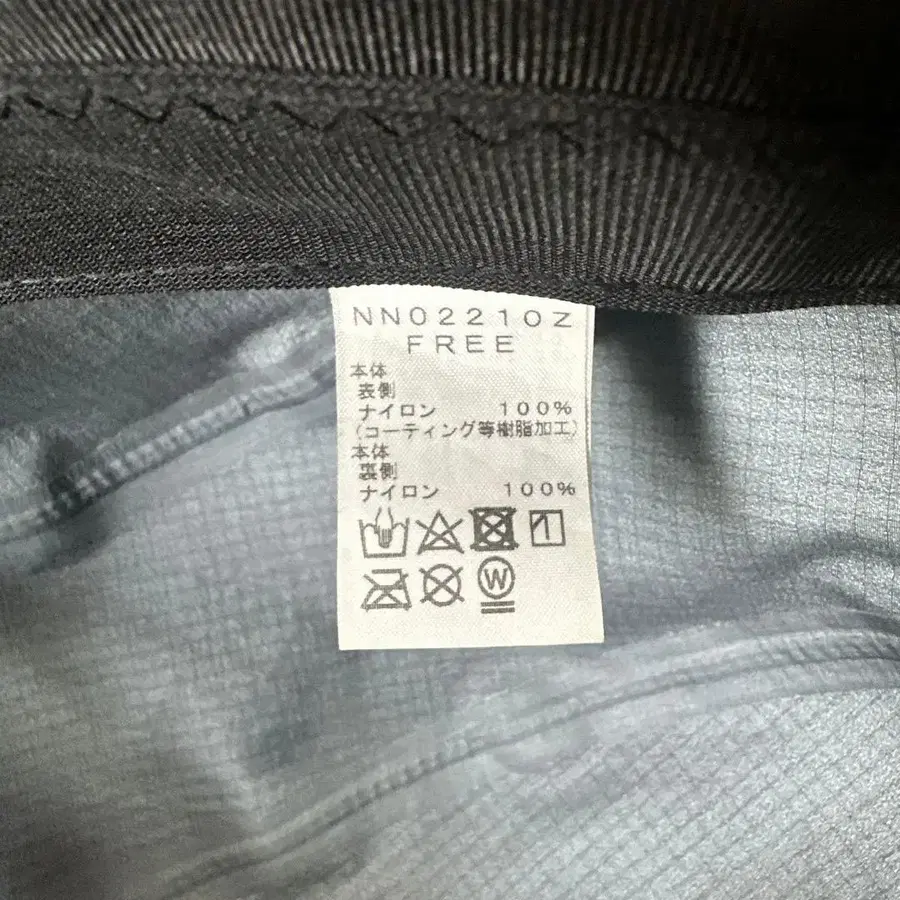 NN02210Z
FREE
本体
表側
ナイロン 100%
(コーティング等樹脂加工)
本体
裏側
ナイロン 100%
W